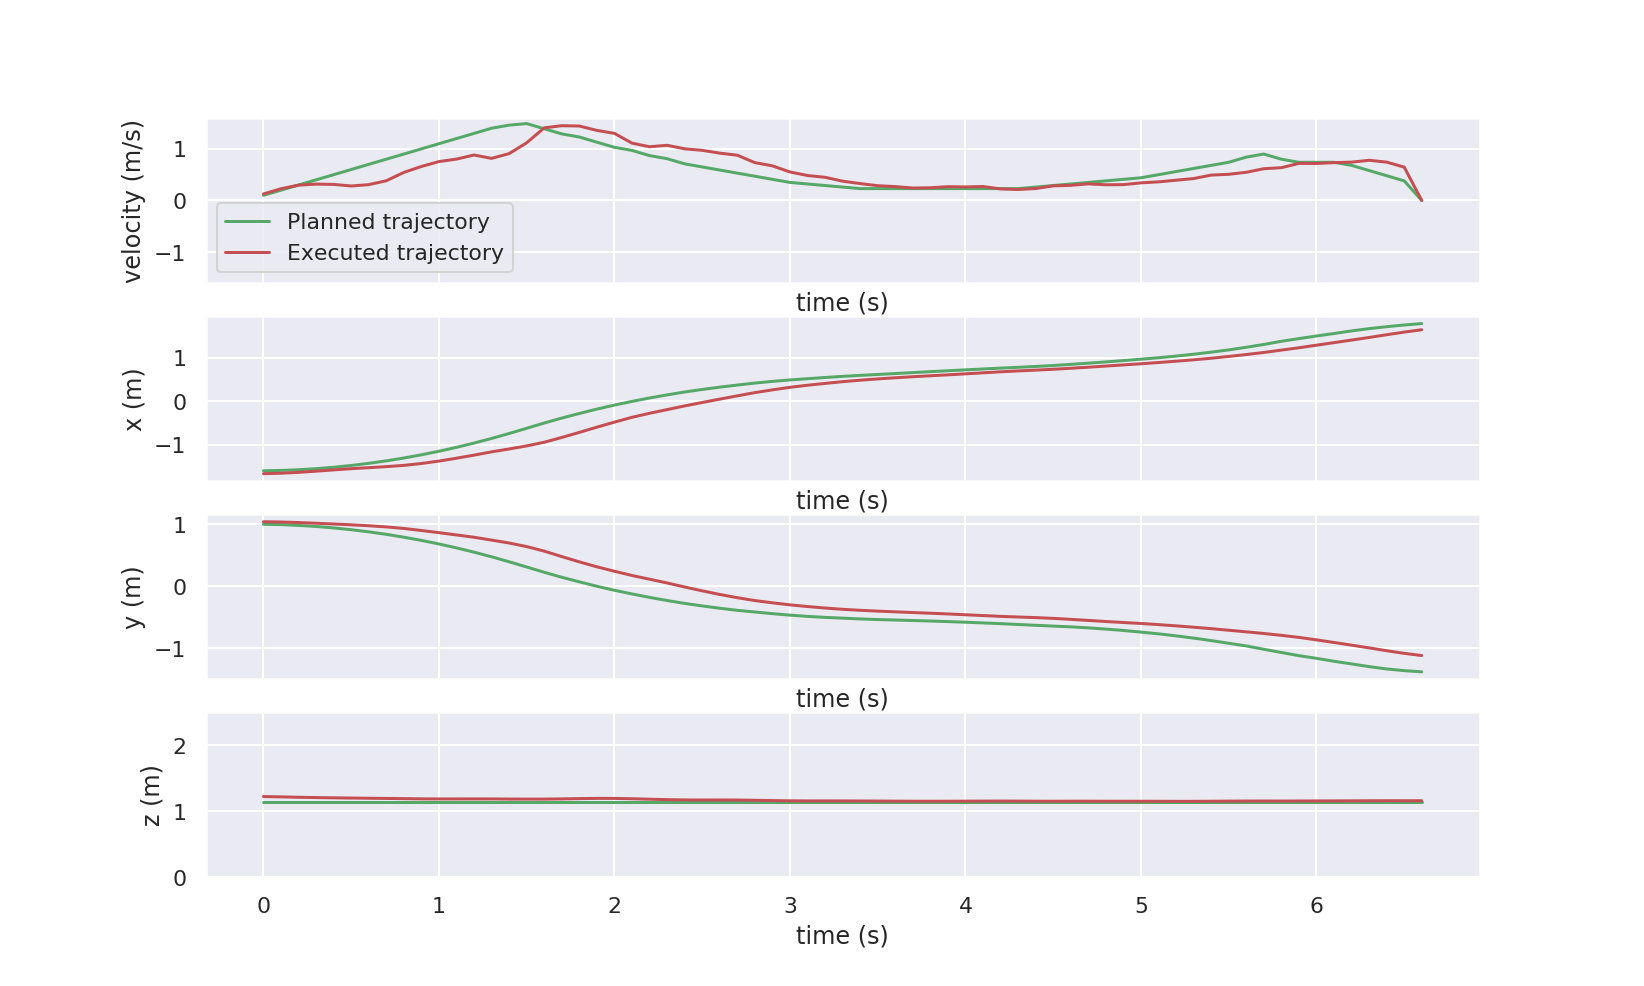 velocity (m/s)
1
0
−1
Planned trajectory
Executed trajectory
time (s)
x (m)
1
0
−1
time (s)
y (m)
1
0
−1
time (s)
z (m)
2
1
0
0 1 2 3 4 5 6
time (s)